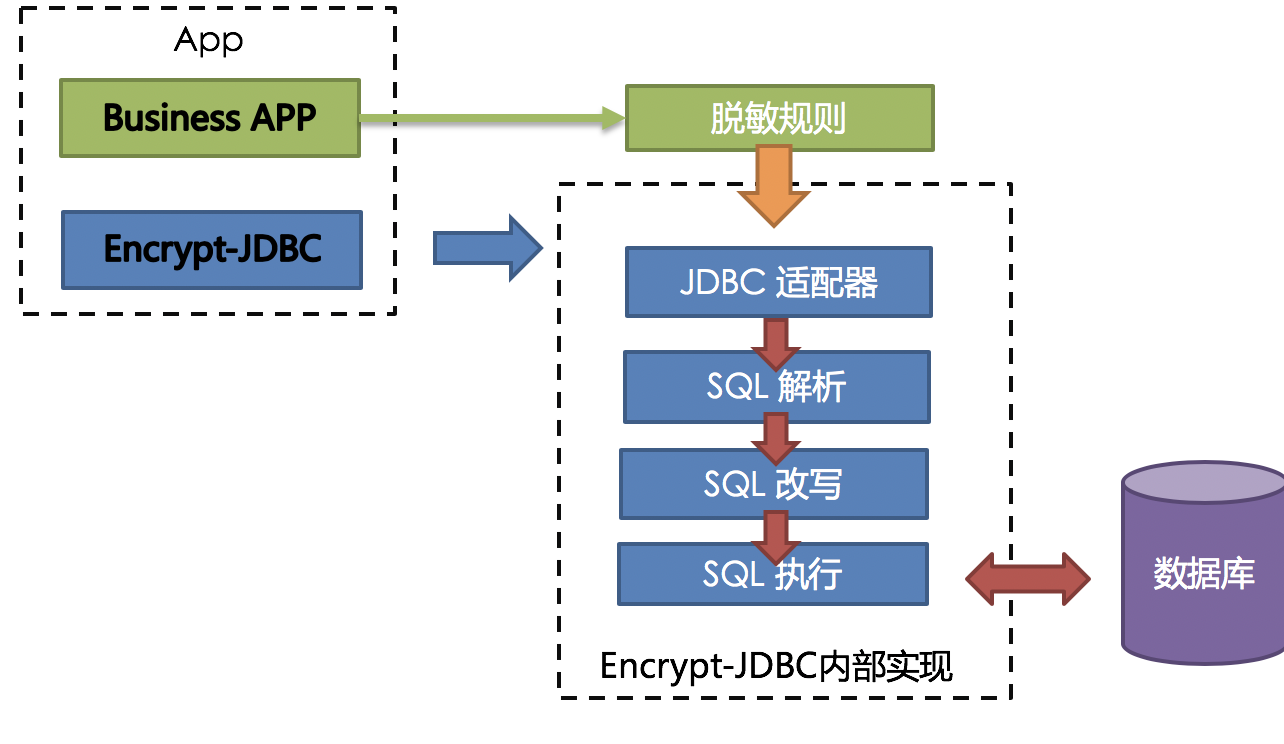 App
Business APP
脱敏规则
Encrypt-JDBC
JDBC 适配器
SQL 解析
SQL 改写
SQL 执行
数据库
Encrypt-JDBC内部实现